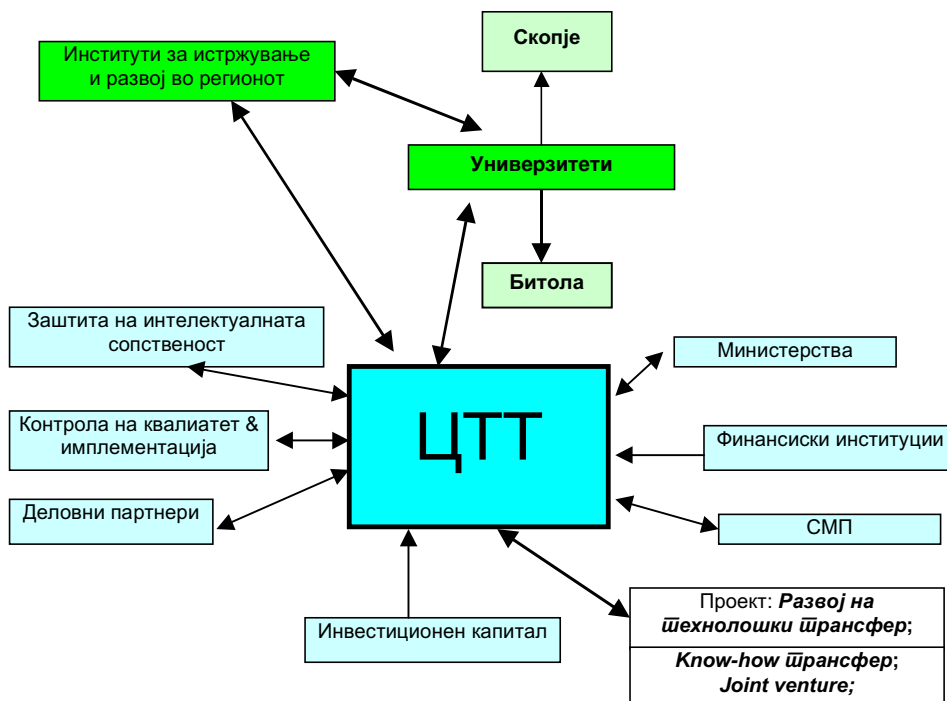 Скопје
Институти за истржување
и развој во регионот
Универзитети
Битола
Заштита на интелектуалната
сопственост
Министерства
ЦТТ
Контрола на квалиатет &
имплементација
Финансиски институции
Деловни партнери
СМП
Инвестиционен капитал
Проект: Развој на
технолошки трансфер;
Know-how трансфер;
Joint venture;